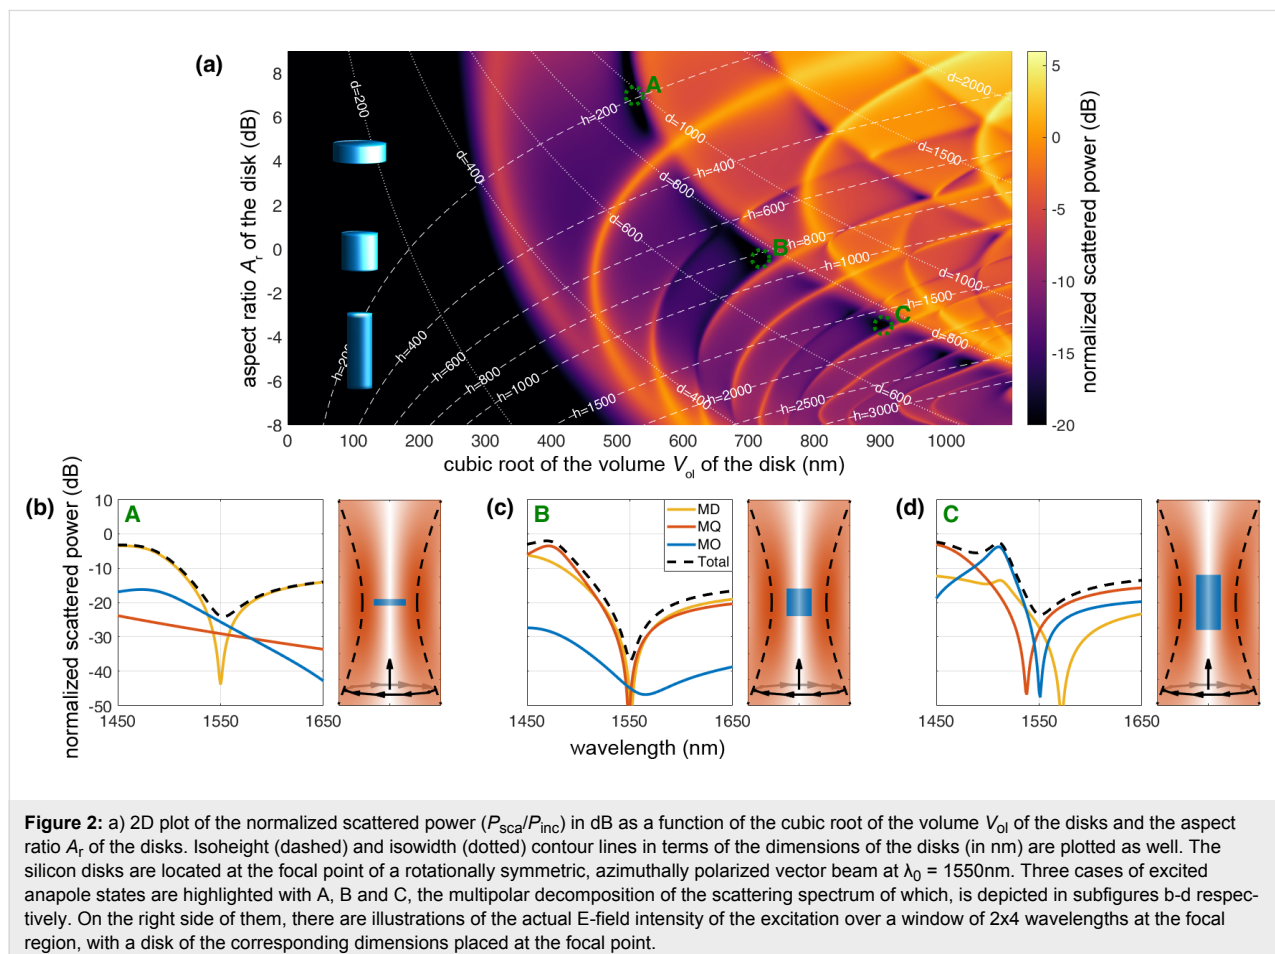 (a)
aspect ratio Ar of the disk (dB)
8
6
4
2
0
-2
-4
-6
-8
0 100 200 300 400 500 600 700 800 900 1000
cubic root of the volume Vol of the disk (nm)
d=200
d=400
d=600
d=800
d=1000
d=1500
d=2000
h=200
h=400
h=600
h=800
h=1000
h=1500
d=1000
d=800
d=600
d=400
h=200
h=400
h=600
h=800
h=1000
h=1500
h=2000
h=2500
h=3000
A
B
C
5
0
-5
-10
-15
-20
normalized scattered power (dB)
normalized scattered power (dB)
(b)
A
10
0
-10
-20
-30
-40
-50
1450 1550 1650
(c)
B
MD
MQ
MO
Total
1450 1550 1650
wavelength (nm)
(d)
C
1450 1550 1650
Figure 2: a) 2D plot of the normalized scattered power (Psca/Pinc) in dB as a function of the cubic root of the volume Vol of the disks and the aspect
ratio Ar of the disks. Isoheight (dashed) and isowidth (dotted) contour lines in terms of the dimensions of the disks (in nm) are plotted as well. The
silicon disks are located at the focal point of a rotationally symmetric, azimuthally polarized vector beam at λ0 = 1550nm. Three cases of excited
anapole states are highlighted with A, B and C, the multipolar decomposition of the scattering spectrum of which, is depicted in subfigures b-d respec-
tively. On the right side of them, there are illustrations of the actual E-field intensity of the excitation over a window of 2x4 wavelengths at the focal
region, with a disk of the corresponding dimensions placed at the focal point.